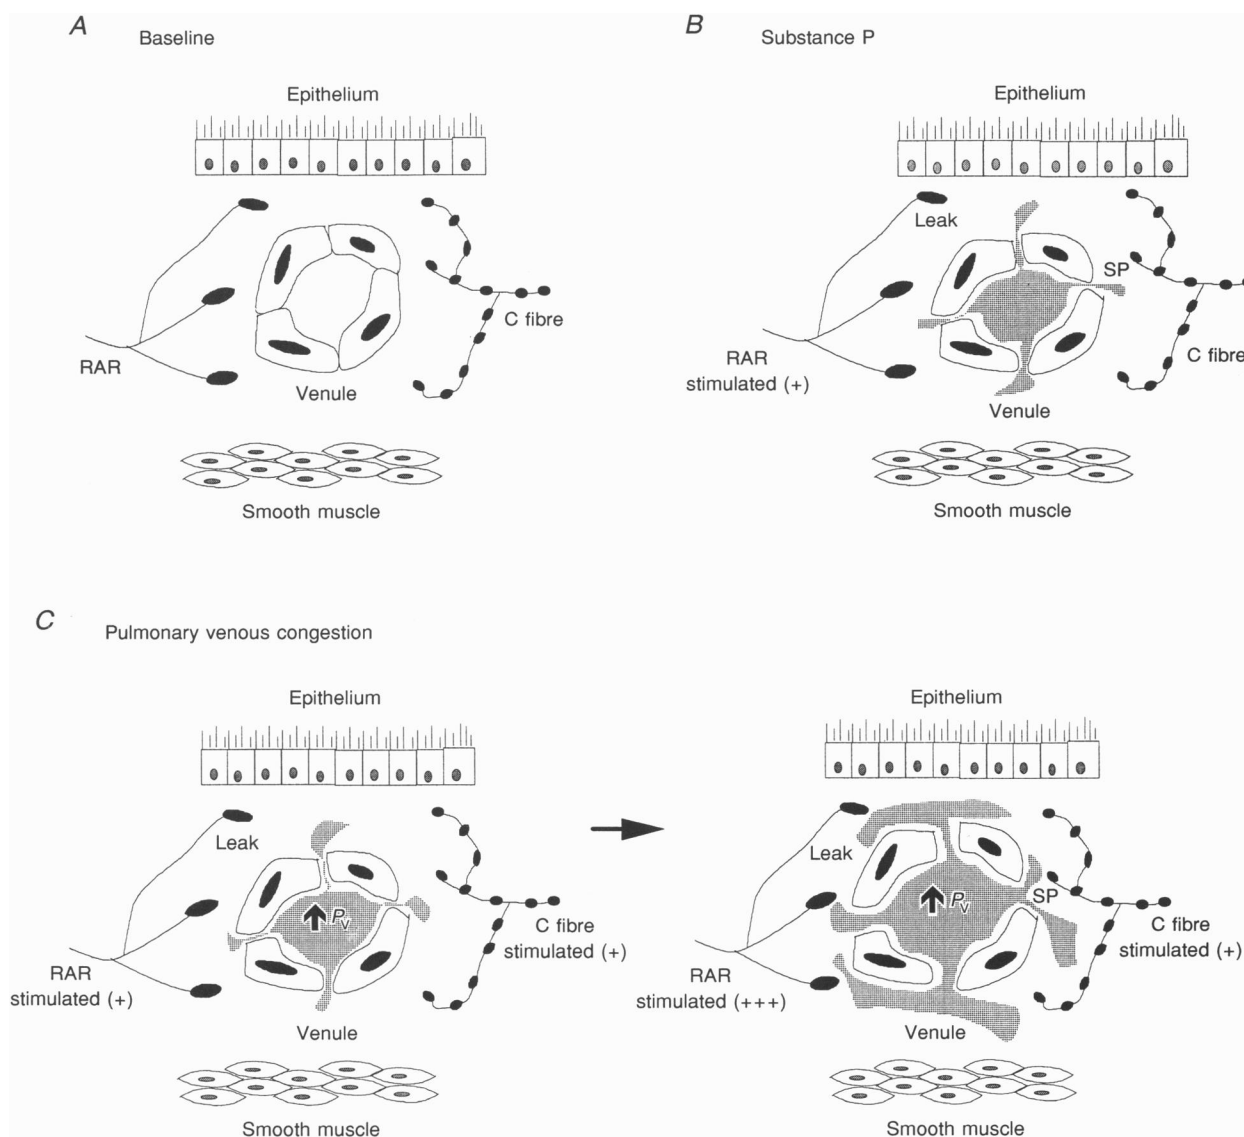 A
Baseline
Epithelium
RAR
C fibre
Venule
Smooth muscle
B
Substance P
Epithelium
Leak
SP
RAR
stimulated (+)
C fibre
Venule
Smooth muscle
C
Pulmonary venous congestion
Epithelium
Leak
Pv
C fibre
stimulated (+)
RAR
stimulated (+)
Venule
Smooth muscle
Epithelium
Leak
Pv
SP
C fibre
stimulated (+)
RAR
stimulated (+++)
Venule
Smooth muscle